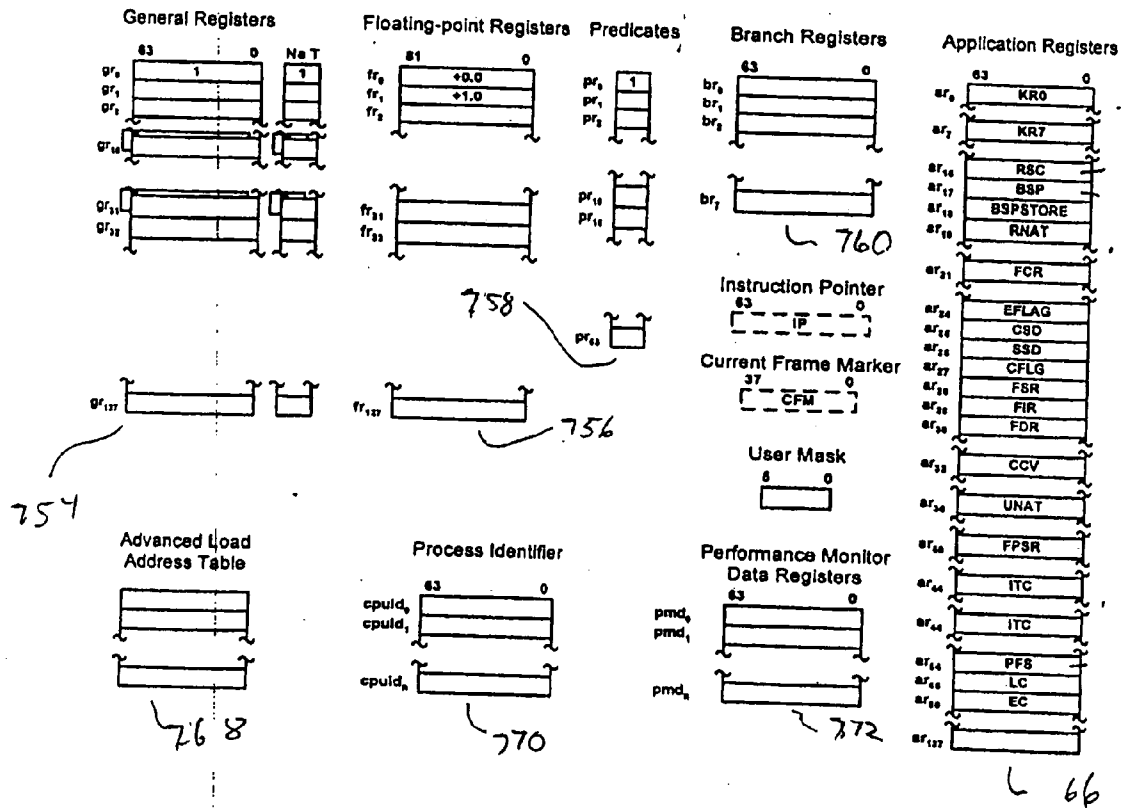 General Registers
63 0
Na T
gr₀ 1 1
gr₁
gr₂
gr₁₆
gr₃₁
gr₃₂
gr₁₂₇
754
Floating-point Registers
81 0
fr₀ +0.0
fr₁ +1.0
fr₂
fr₃₁
fr₃₂
fr₁₂₇
756
Predicates
pr₀ 1
pr₁
pr₂
pr₁₅
pr₁₆
pr₆₃
758
Branch Registers
63 0
br₀
br₁
br₂
br₇
760
Instruction Pointer
63 0
IP
Current Frame Marker
37 0
CFM
User Mask
5 0
Application Registers
63 0
ar₀ KR0
ar₇ KR7
ar₁₆ RSC
ar₁₇ BSP
ar₁₈ BSPSTORE
ar₁₉ RNAT
ar₂₁ FCR
ar₂₄ EFLAG
ar₂₅ CSD
ar₂₆ SSD
ar₂₇ CFLG
ar₂₈ FSR
ar₂₉ FIR
ar₃₀ FDR
ar₃₂ CCV
ar₃₆ UNAT
ar₄₀ FPSR
ar₄₄ ITC
ar₄₄ ITC
ar₆₄ PFS
ar₆₅ LC
ar₆₆ EC
ar₁₂₇
66
Advanced Load
Address Table
768
Process Identifier
63 0
cpuid₀
cpuid₁
cpuidₙ
770
Performance Monitor
Data Registers
63 0
pmd₀
pmd₁
pmdₙ
772